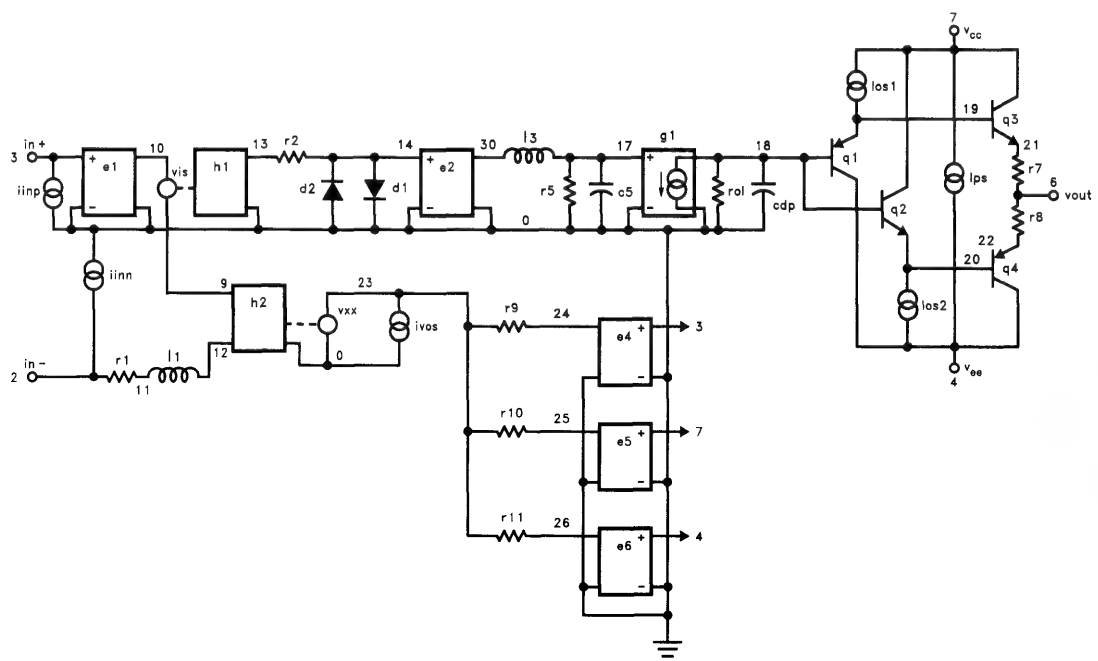 7
vcc
Ios1
19
q3
21
r7
6
vout
r8
22
20
q4
Ios2
vee
4
Ips
q1
q2
in+
3
iinp
+
e1
−
10
vis
h1
13
r2
d2
d1
14
+
e2
−
30
l3
r5
c5
17
g1
+
−
18
rol
cdp
0
iinn
9
h2
vxx
23
ivos
0
12
in-
2
r1
11
l1
r9
24
+
e4
−
3
r10
25
+
e5
−
7
r11
26
+
e6
−
4